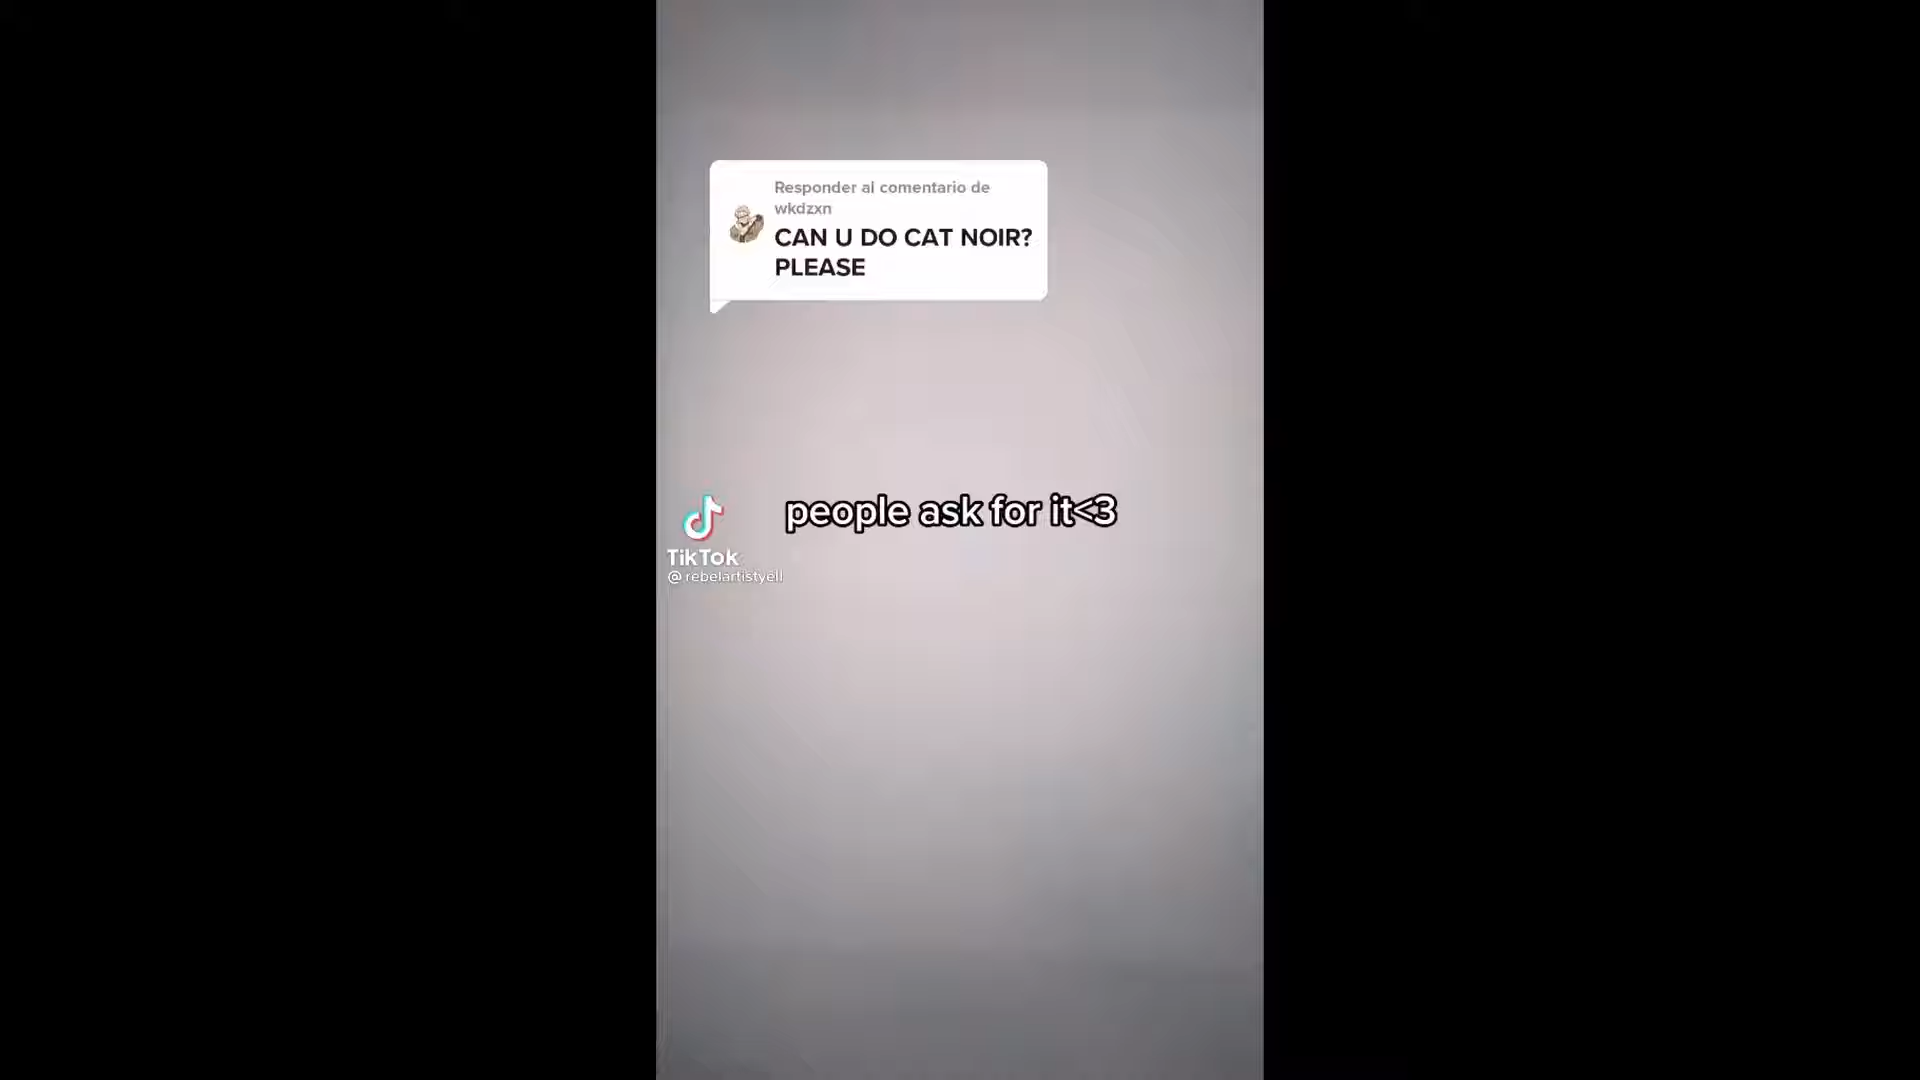 Responder al comentario de
wkdzxn
CAN U DO CAT NOIR?
PLEASE
people ask for it<3
TikTok
@rebelartistyell